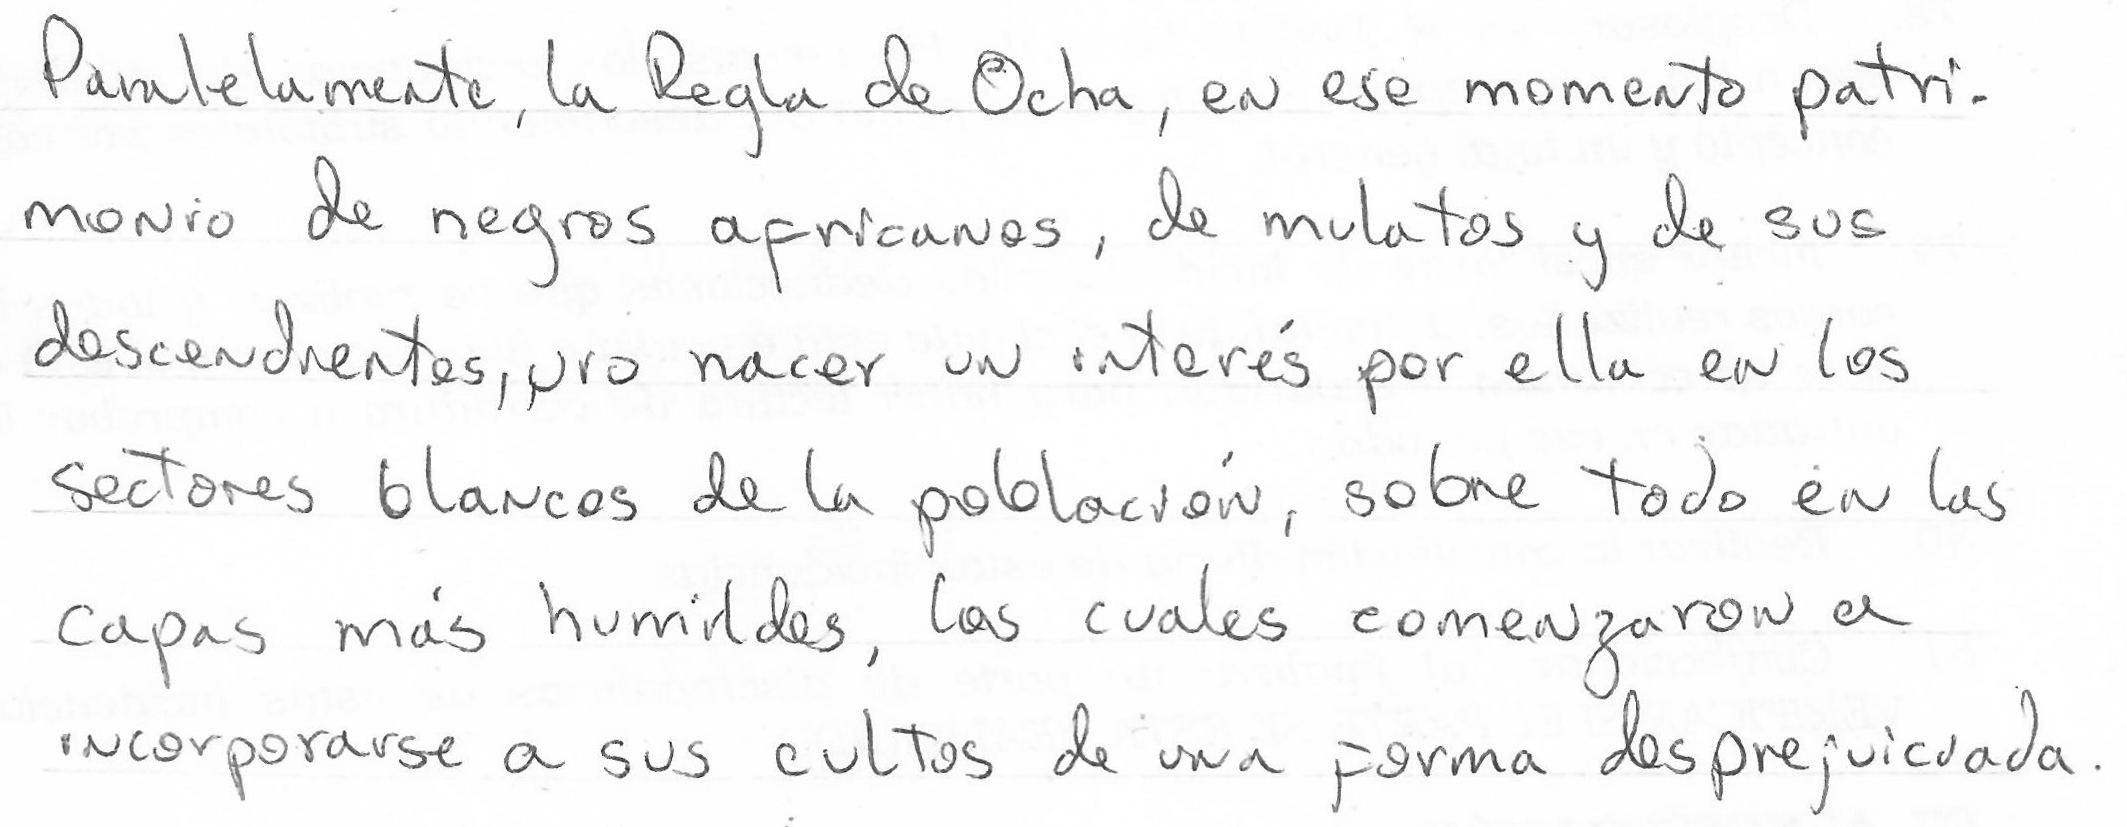 Paralelamente, la Regla de Ocha, en ese momento patri-
monio de negros africanos, de mulatos y de sus
descendientes, vio nacer un interés por ella en los
sectores blancos de la población, sobre todo en las
capas más humildes, las cuales comenzaron a
incorporarse a sus cultos de una forma desprejuiciada.